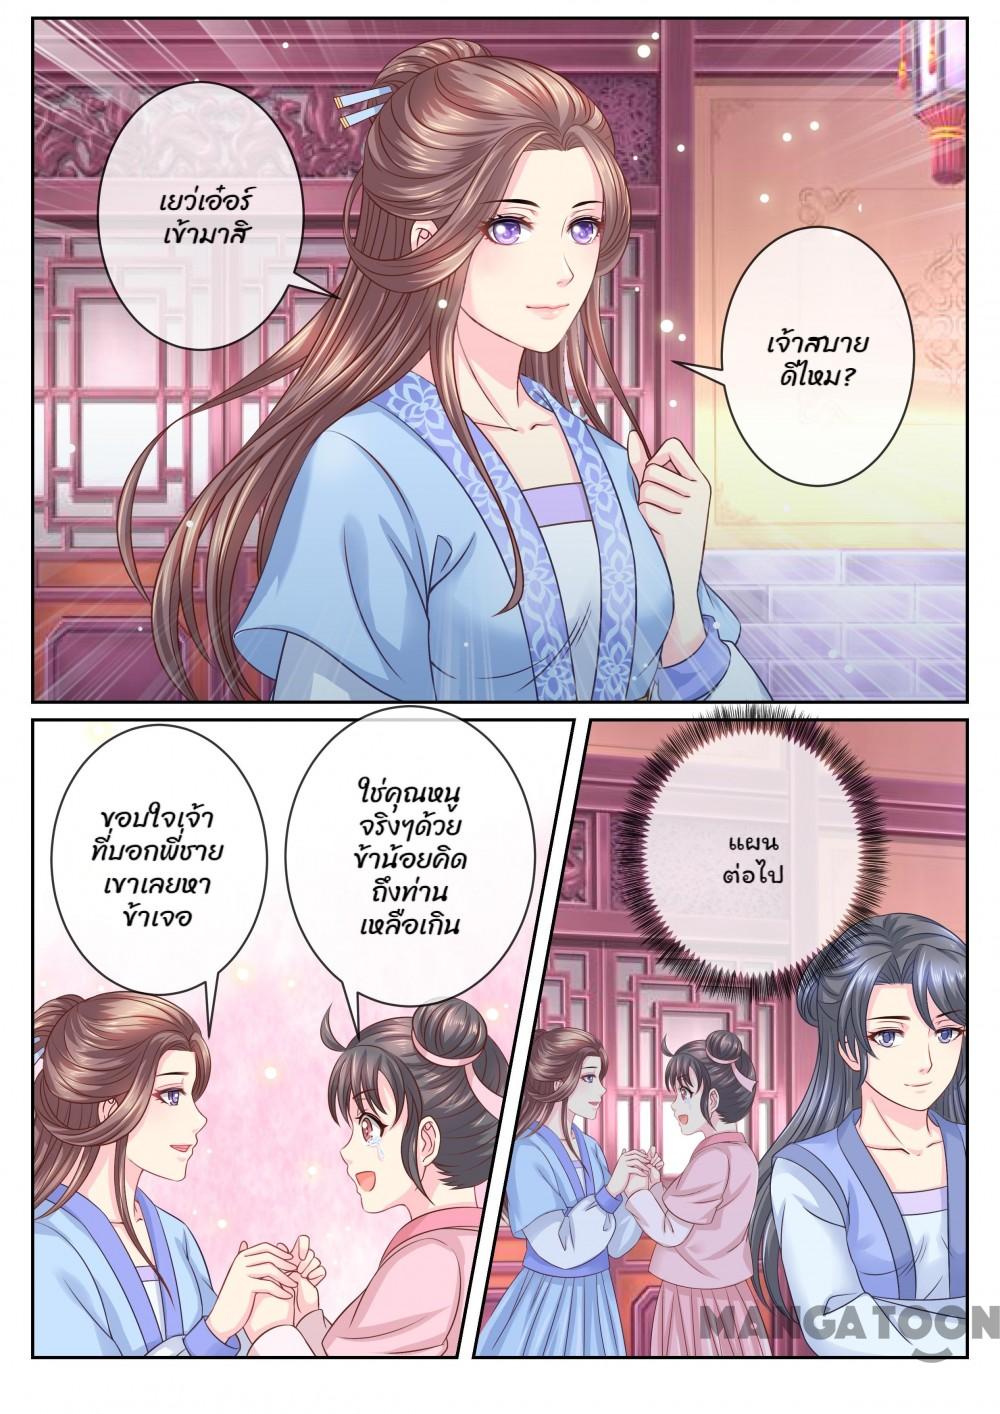 เยว่เอ๋อร์
เข้ามาสิ
เจ้าสบาย
ดีไหม?
ขอบใจเจ้า
ที่บอกพี่ชาย
เขาเลยหา
ข้าเจอ
ใช่คุณหนู
จริงๆด้วย
ข้าน้อยคิด
ถึงท่าน
เหลือเกิน
แผน
ต่อไป
MANGATOON